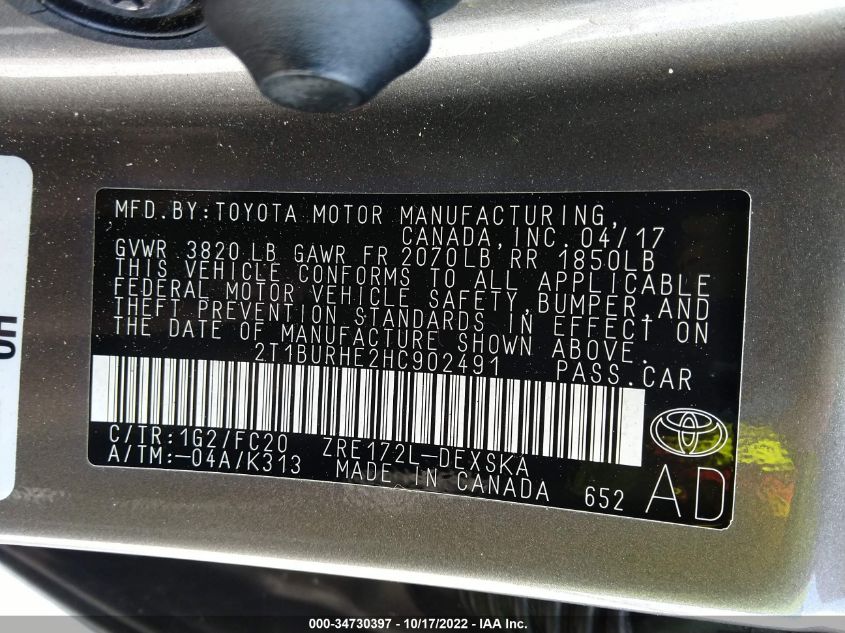 MFD.BY:TOYOTA MOTOR MANUFACTURING,
CANADA,INC. 04/17
GVWR 3820 LB GAWR FR 2070LB RR 1850LB
THIS VEHICLE CONFORMS TO ALL APPLICABLE
FEDERAL MOTOR VEHICLE SAFETY,BUMPER,AND
THEFT PREVENTION STANDARDS IN EFFECT ON
THE DATE OF MANUFACTURE SHOWN ABOVE.
2T1BURHE2HC902491 PASS.CAR
C/TR:1G2/FC20 ZRE172L-DEXSKA
A/TM:-04A/K313 MADE IN CANADA 652
AD
000-34730397 - 10/17/2022 - IAA Inc.